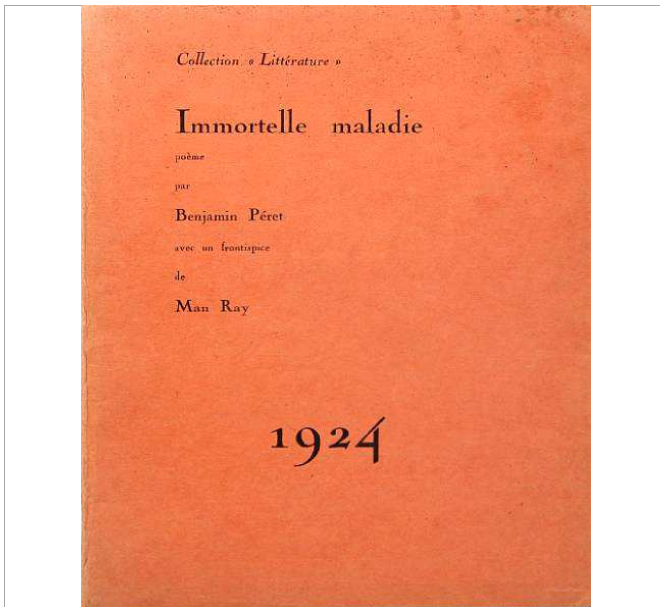 Collection « Littérature »
Immortelle maladie
poème
par
Benjamin Péret
avec un frontispice
de
Man Ray
1924